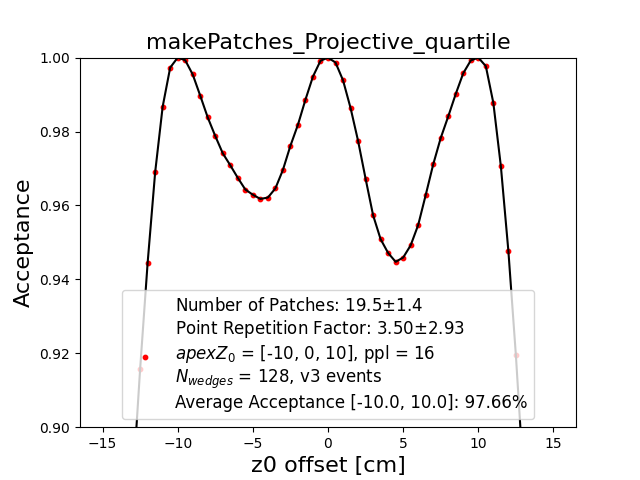 makePatches_Projective_quartile
1.00
0.98
0.96
0.94
0.92
0.90
Acceptance
Number of Patches: 19.5±1.4
Point Repetition Factor: 3.50±2.93
apexZ₀ = [-10, 0, 10], ppl = 16
N_wedges = 128, v3 events
Average Acceptance [-10.0, 10.0]: 97.66%
−15 −10 −5 0 5 10 15
z0 offset [cm]